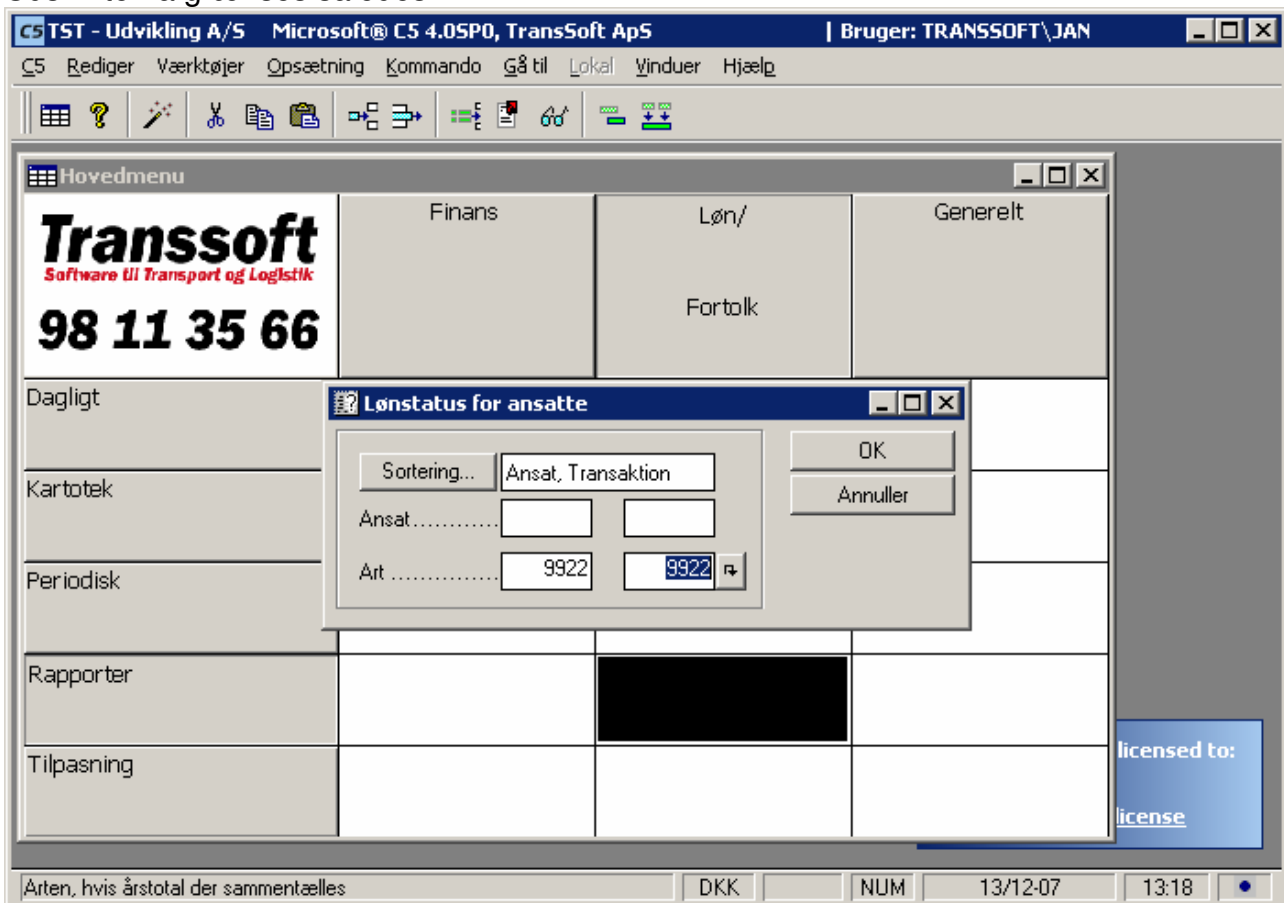 TST - Udvikling A/S Microsoft® C5 4.0SP0, TransSoft ApS | Bruger: TRANSSOFT\JAN
C5 Rediger Værktøjer Opsætning Kommando Gå til Lokal Vinduer Hjælp
Hovedmenu
Transsoft
Software til Transport og Logistik
98 11 35 66
Finans
Løn/
Fortolk
Generelt
Dagligt
Kartotek
Periodisk
Rapporter
Tilpasning
Lønstatus for ansatte
Sortering... Ansat, Transaktion
Ansat............
Art ............... 9922 9922
OK
Annuller
licensed to:
license
Arten, hvis årstotal der sammentælles DKK NUM 13/12-07 13:18